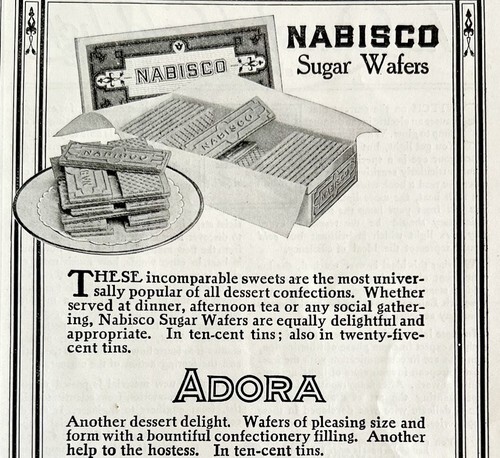 NABISCO
Sugar Wafers
NABISCO
NABISCO
NABISCO
THESE incomparable sweets are the most univer-
sally popular of all dessert confections. Whether
served at dinner, afternoon tea or any social gather-
ing, Nabisco Sugar Wafers are equally delightful and
appropriate. In ten-cent tins; also in twenty-five-
cent tins.
ADORA
Another dessert delight. Wafers of pleasing size and
form with a bountiful confectionery filling. Another
help to the hostess. In ten-cent tins.